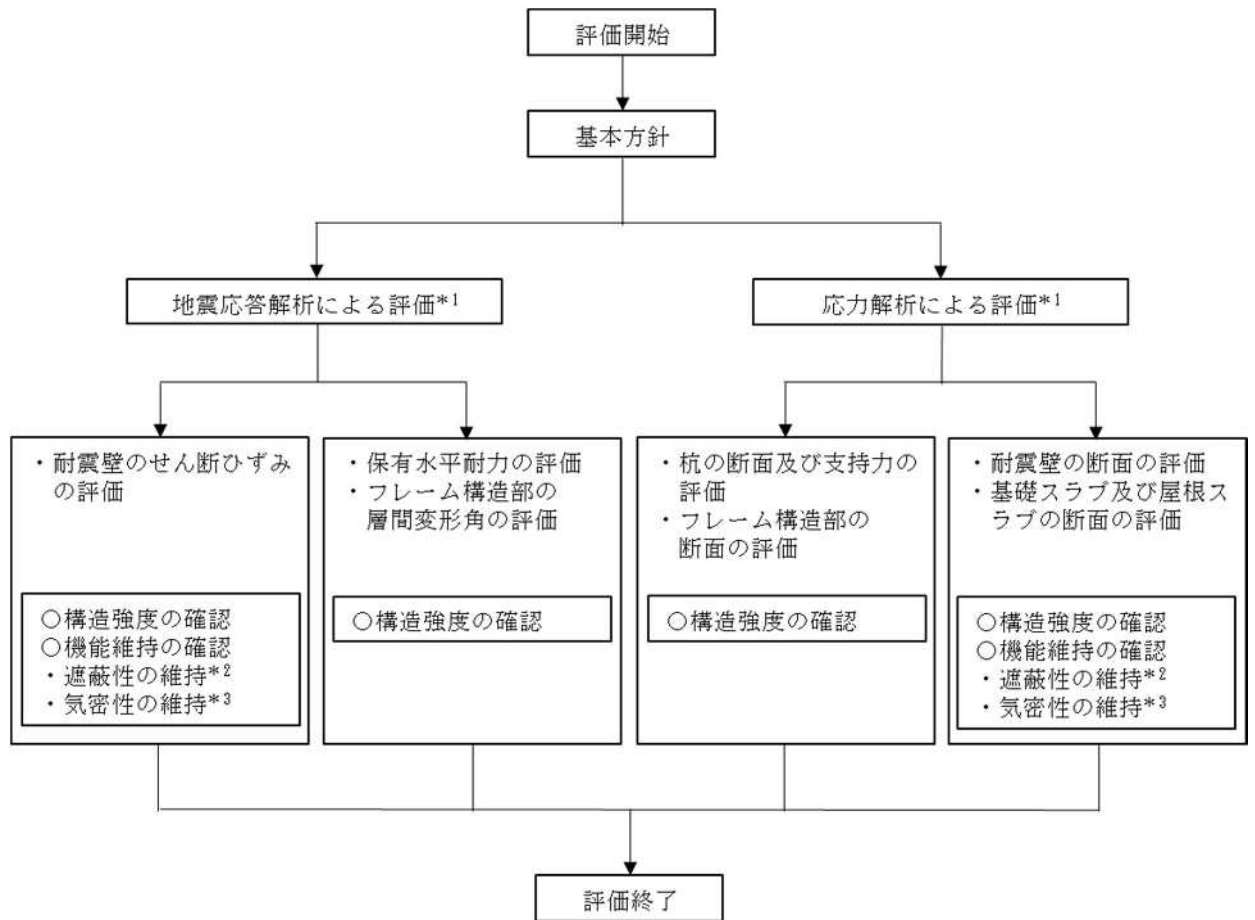 評価開始
基本方針
地震応答解析による評価*1
応力解析による評価*1
・耐震壁のせん断ひずみ
の評価
○構造強度の確認
○機能維持の確認
・遮蔽性の維持*2
・気密性の維持*3
・保有水平耐力の評価
・フレーム構造部の
層間変形角の評価
○構造強度の確認
・杭の断面及び支持力の
評価
・フレーム構造部の
断面の評価
○構造強度の確認
・耐震壁の断面の評価
・基礎スラブ及び屋根ス
ラブの断面の評価
○構造強度の確認
○機能維持の確認
・遮蔽性の維持*2
・気密性の維持*3
評価終了